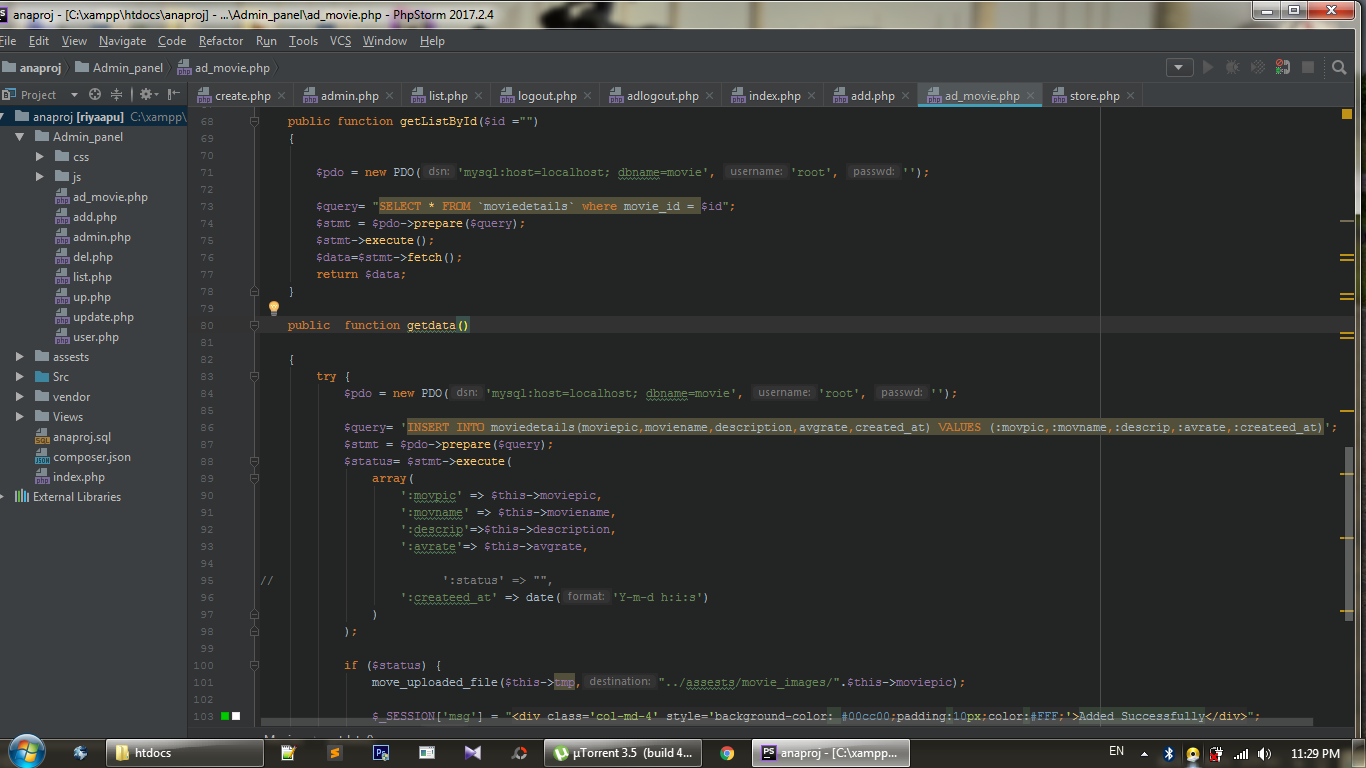 anaproj - [C:\xampp\htdocs\anaproj] - ...\Admin_panel\ad_movie.php - PhpStorm 2017.2.4
File Edit View Navigate Code Refactor Run Tools VCS Window Help
anaproj Admin_panel ad_movie.php
Project create.php admin.php list.php logout.php adlogout.php index.php add.php ad_movie.php store.php
anaproj [riyaapu] C:\xampp\
Admin_panel
css
js
ad_movie.php
add.php
admin.php
del.php
list.php
up.php
update.php
user.php
assests
Src
vendor
Views
anaproj.sql
composer.json
index.php
External Libraries
68 public function getListById($id ="")
69 {
70
71 $pdo = new PDO( dsn: 'mysql:host=localhost; dbname=movie', username: 'root', passwd: '');
72
73 $query= "SELECT * FROM `moviedetails` where movie_id = $id";
74 $stmt = $pdo->prepare($query);
75 $stmt->execute();
76 $data=$stmt->fetch();
77 return $data;
78 }
79
80 public function getdata()
81
82 {
83 try {
84 $pdo = new PDO( dsn: 'mysql:host=localhost; dbname=movie', username: 'root', passwd: '');
85
86 $query= 'INSERT INTO moviedetails(moviepic,moviename,description,avgrate,created_at) VALUES (:movpic,:movname,:descrip,:avrate,:createed_at)';
87 $stmt = $pdo->prepare($query);
88 $status= $stmt->execute(
89 array(
90 ':movpic' => $this->moviepic,
91 ':movname' => $this->moviename,
92 ':descrip'=>$this->description,
93 ':avrate'=> $this->avgrate,
94
95 // ':status' => "",
96 ':createed_at' => date( format: 'Y-m-d h:i:s')
97 )
98 );
99
100 if ($status) {
101 move_uploaded_file($this->tmp, destination: "../assests/movie_images/".$this->moviepic);
102
103 $_SESSION['msg'] = "<div class='col-md-4' style='background-color: #00cc00;padding:10px;color:#FFF;'>Added Successfully</div>";
htdocs
µTorrent 3.5 (build 4...
anaproj - [C:\xampp...
EN
11:29 PM